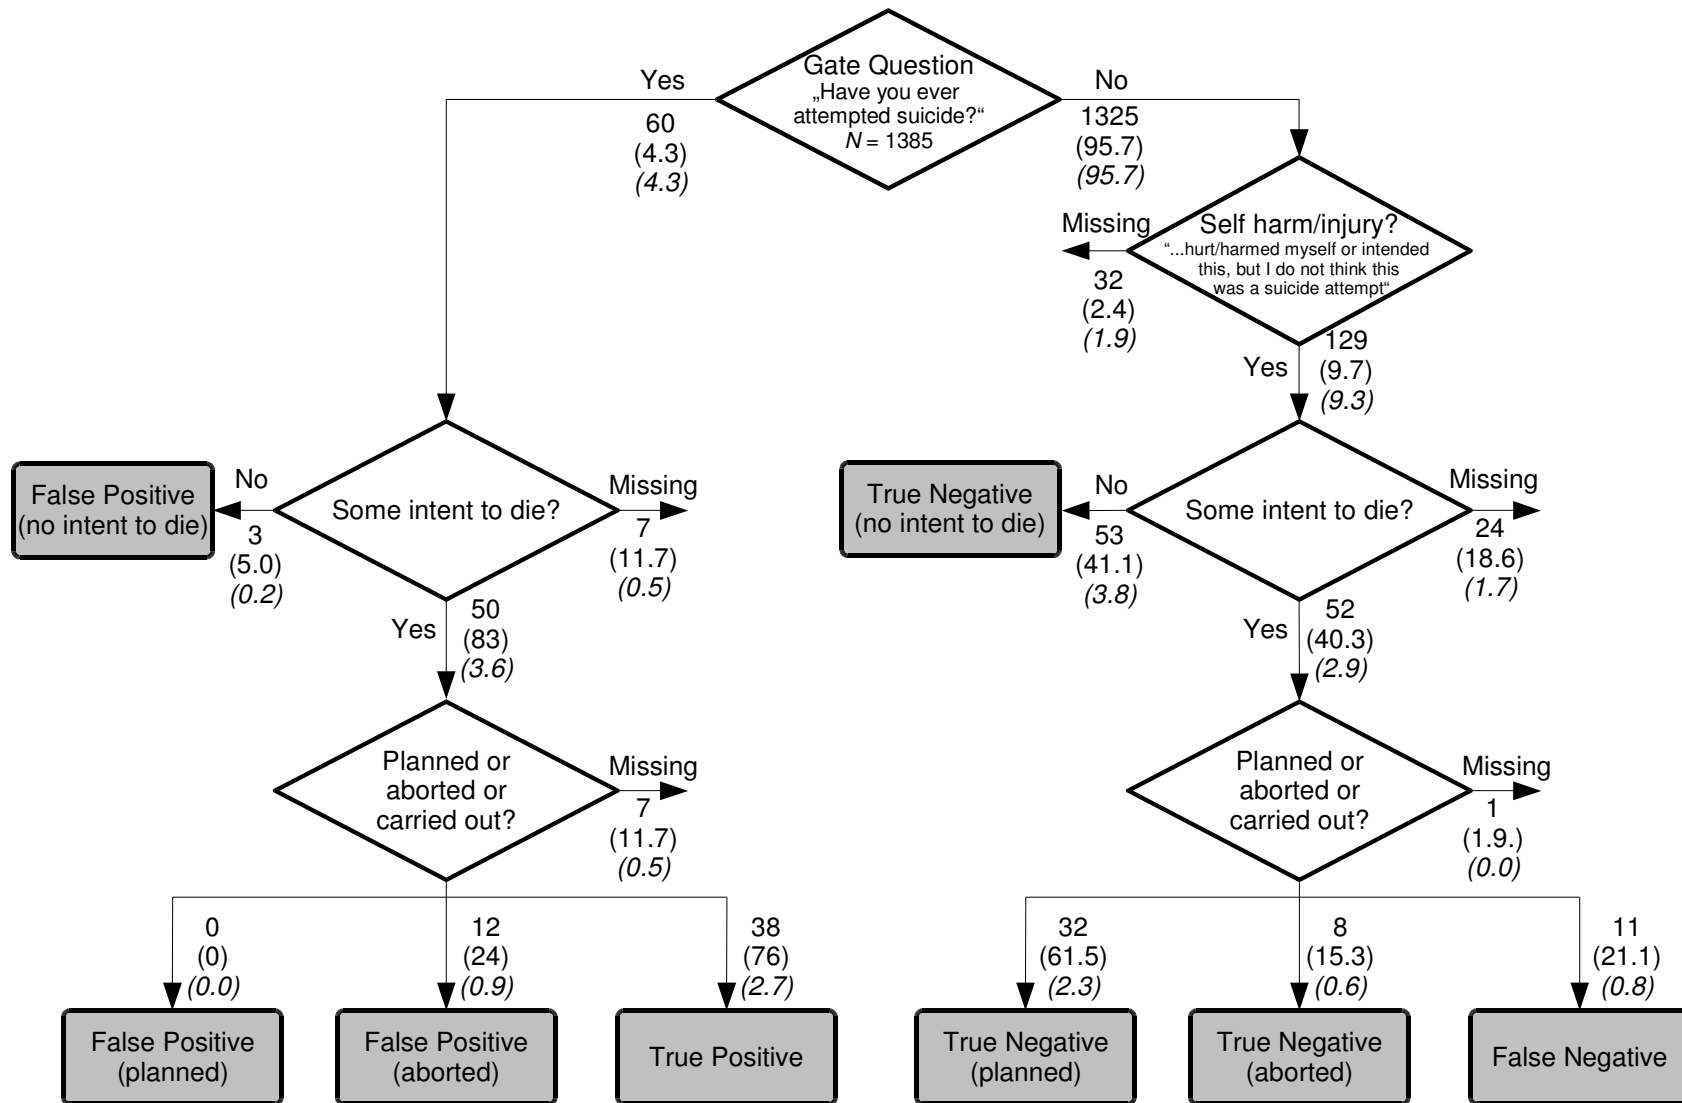 Gate Question
„Have you ever
attempted suicide?“
N = 1385
Yes
60
(4.3)
(4.3)
No
1325
(95.7)
(95.7)
Self harm/injury?
“...hurt/harmed myself or intended
this, but I do not think this
was a suicide attempt“
Missing
32
(2.4)
(1.9)
Yes
129
(9.7)
(9.3)
Some intent to die?
No
3
(5.0)
(0.2)
False Positive
(no intent to die)
Missing
7
(11.7)
(0.5)
Yes
50
(83)
(3.6)
Some intent to die?
No
53
(41.1)
(3.8)
True Negative
(no intent to die)
Missing
24
(18.6)
(1.7)
Yes
52
(40.3)
(2.9)
Planned or
aborted or
carried out?
Missing
7
(11.7)
(0.5)
Planned or
aborted or
carried out?
Missing
1
(1.9.)
(0.0)
0
(0)
(0.0)
False Positive
(planned)
12
(24)
(0.9)
False Positive
(aborted)
38
(76)
(2.7)
True Positive
32
(61.5)
(2.3)
True Negative
(planned)
8
(15.3)
(0.6)
True Negative
(aborted)
11
(21.1)
(0.8)
False Negative